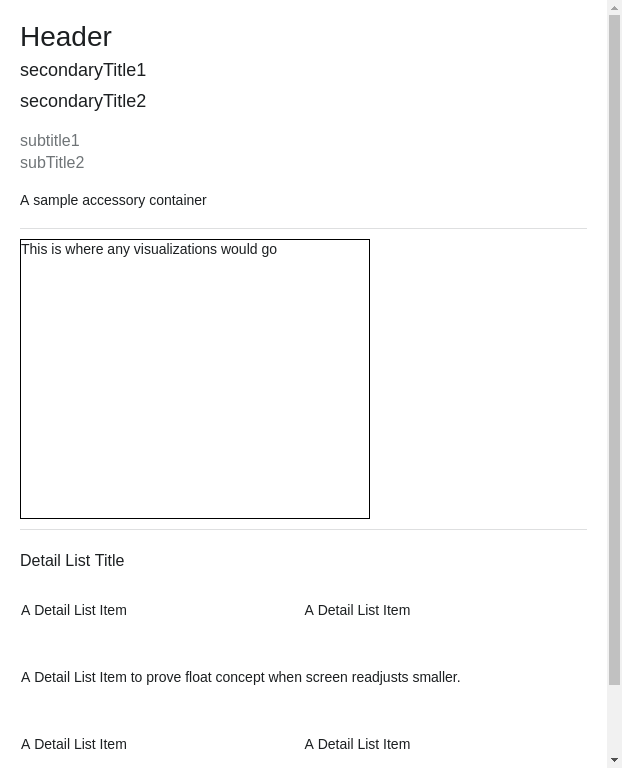 Header
secondaryTitle1
secondaryTitle2
subtitle1
subTitle2
A sample accessory container
This is where any visualizations would go
Detail List Title
A Detail List Item
A Detail List Item
A Detail List Item to prove float concept when screen readjusts smaller.
A Detail List Item
A Detail List Item